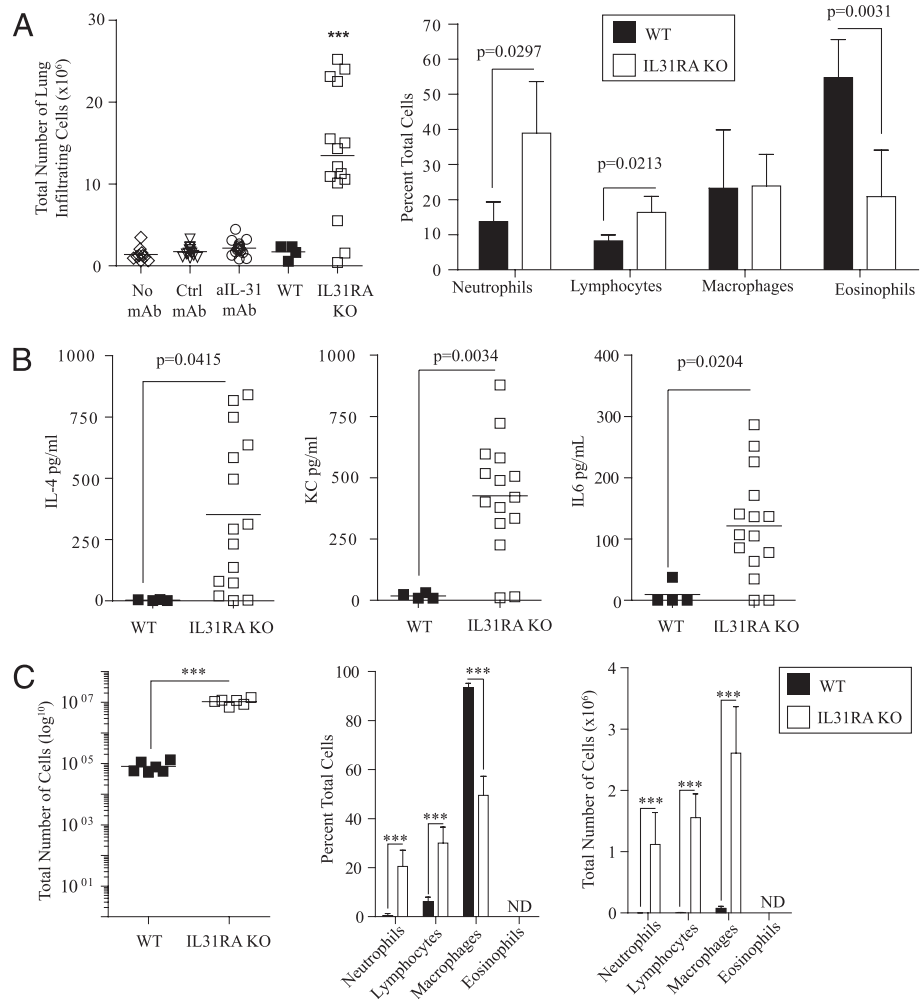 A
Total Number of Lung
Infiltrating Cells (x10⁶)
30
20
10
0
***
No
mAb
Ctrl
mAb
aIL-31
mAb
WT
IL31RA
KO
Percent Total Cells
70
60
50
40
30
20
10
0
p=0.0297
p=0.0213
p=0.0031
WT
IL31RA KO
Neutrophils
Lymphocytes
Macrophages
Eosinophils
B
IL-4 pg/ml
1000
750
500
250
0
p=0.0415
WT
IL31RA KO
KC pg/ml
1000
750
500
250
0
p=0.0034
WT
IL31RA KO
IL6 pg/mL
400
300
200
100
0
p=0.0204
WT
IL31RA KO
C
Total Number of Cells (log¹⁰)
10⁰⁷
10⁰⁵
10⁰³
10⁰¹
***
WT
IL31RA KO
Percent Total Cells
100
80
60
40
20
0
***
***
***
ND
Neutrophils
Lymphocytes
Macrophages
Eosinophils
Total Number of Cells (x10⁶)
4
3
2
1
0
***
***
***
ND
Neutrophils
Lymphocytes
Macrophages
Eosinophils
WT
IL31RA KO